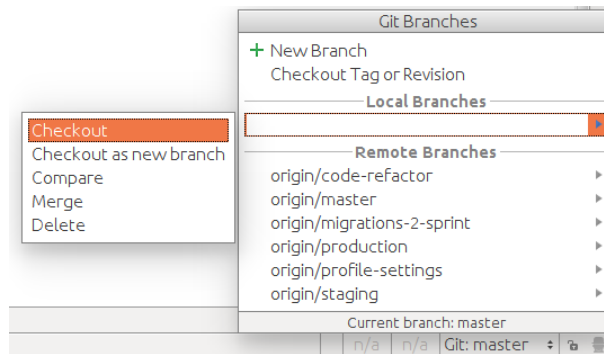 Git Branches
+ New Branch
Checkout Tag or Revision
Local Branches
Checkout
Checkout as new branch
Compare
Merge
Delete
Remote Branches
origin/code-refactor
origin/master
origin/migrations-2-sprint
origin/production
origin/profile-settings
origin/staging
Current branch: master
n/a n/a Git: master